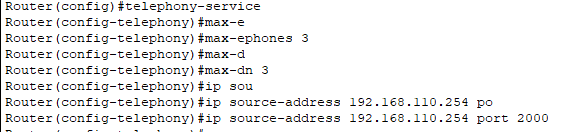 Router(config)#telephony-service
Router(config-telephony)#max-e
Router(config-telephony)#max-ephones 3
Router(config-telephony)#max-d
Router(config-telephony)#max-dn 3
Router(config-telephony)#ip sou
Router(config-telephony)#ip source-address 192.168.110.254 po
Router(config-telephony)#ip source-address 192.168.110.254 port 2000